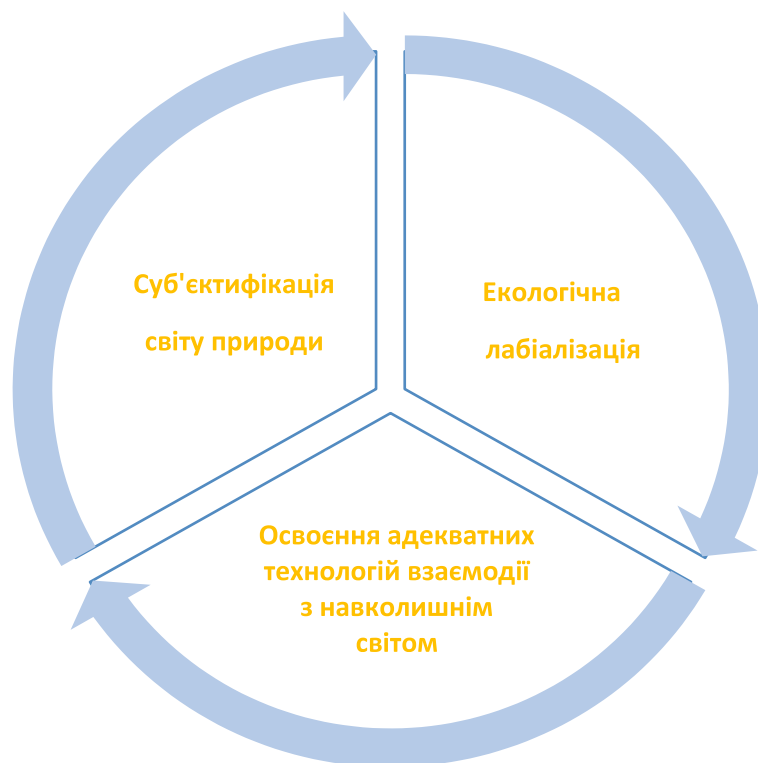 Суб'єктифікація
світу природи
Екологічна
лабіалізація
Освоєння адекватних
технологій взаємодії
з навколишнім
світом